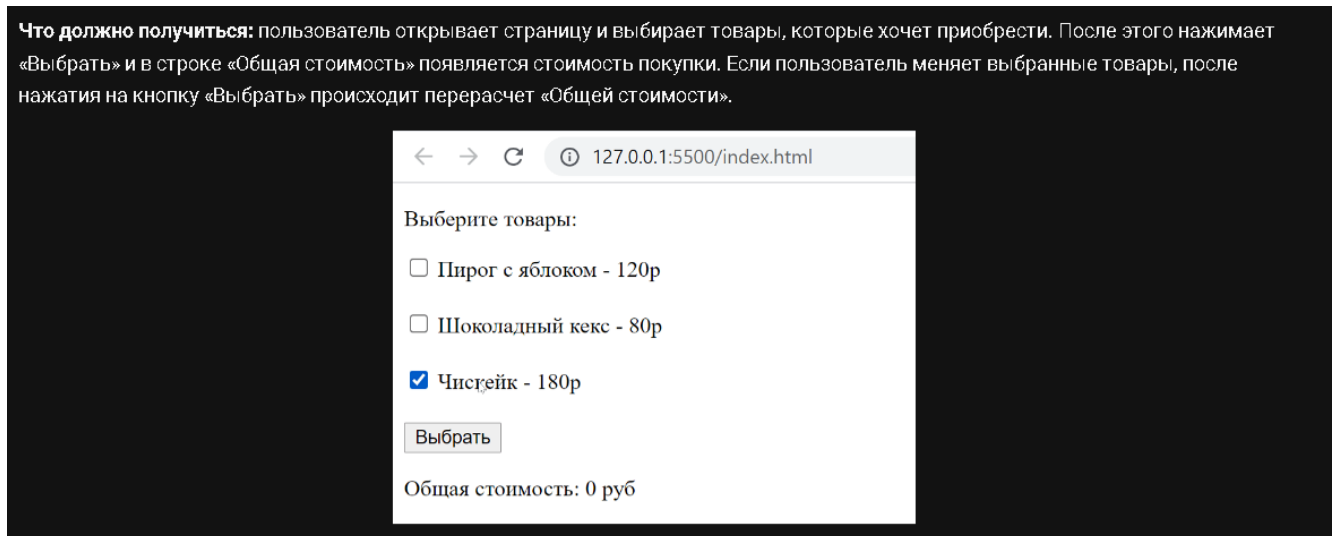 Что должно получиться: пользователь открывает страницу и выбирает товары, которые хочет приобрести. После этого нажимает
«Выбрать» и в строке «Общая стоимость» появляется стоимость покупки. Если пользователь меняет выбранные товары, после
нажатия на кнопку «Выбрать» происходит перерасчет «Общей стоимости».
127.0.0.1:5500/index.html
Выберите товары:
Пирог с яблоком - 120р
Шоколадный кекс - 80р
Чизкейк - 180р
Выбрать
Общая стоимость: 0 руб